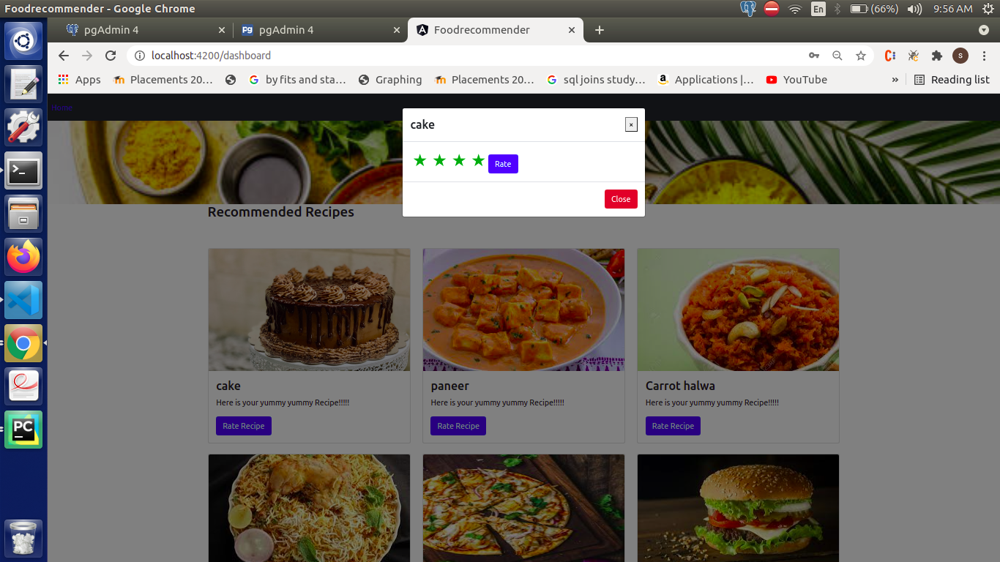 Foodrecommender - Google Chrome
En
(66%)
9:56 AM
pgAdmin 4
pg pgAdmin 4
Foodrecommender
localhost:4200/dashboard
S
Apps
Placements 20…
by fits and sta…
Graphing
Placements 20…
sql joins study…
Applications |…
YouTube
»
Reading list
Home
cake
×
★ ★ ★ ★ Rate
Close
Recommended Recipes
cake
Here is your yummy yummy Recipe!!!!!
Rate Recipe
paneer
Here is your yummy yummy Recipe!!!!!
Rate Recipe
Carrot halwa
Here is your yummy yummy Recipe!!!!!
Rate Recipe
>_
PC